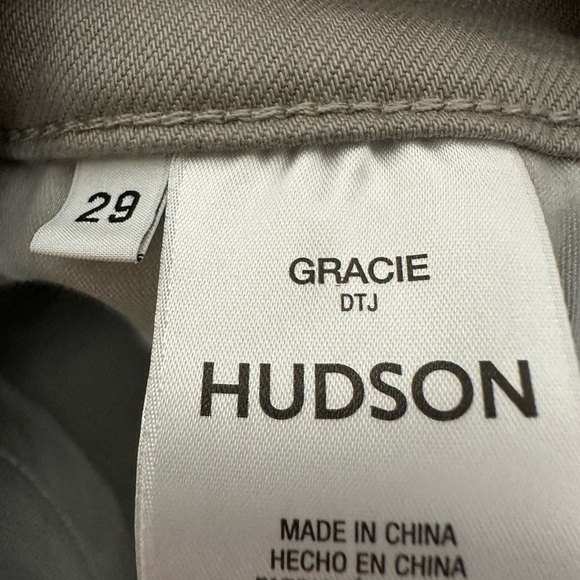 29
GRACIE
DTJ
HUDSON
MADE IN CHINA
HECHO EN CHINA